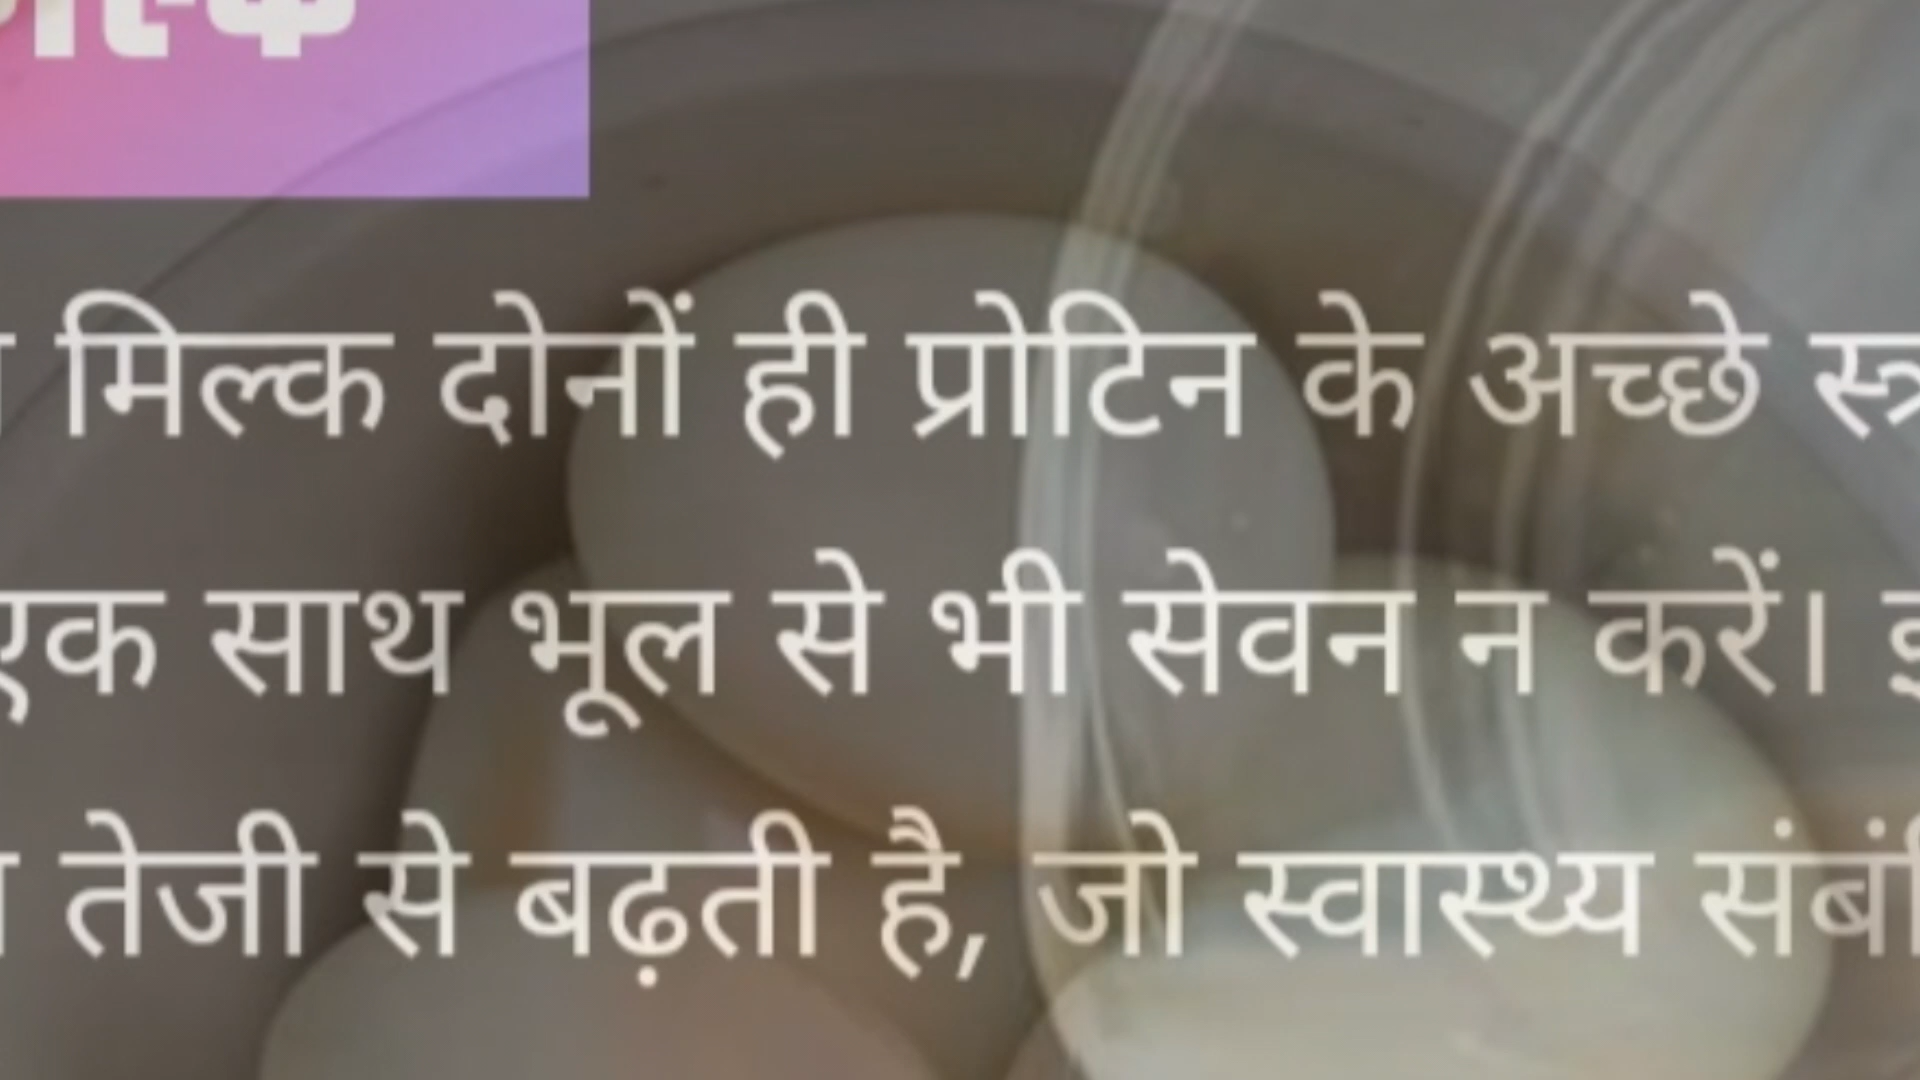 मिल्क दोनों ही प्रोटिन के अच्छे
एक साथ भूल से भी सेवन न करें।
तेजी से बढ़ती है, जो स्वास्थ्य